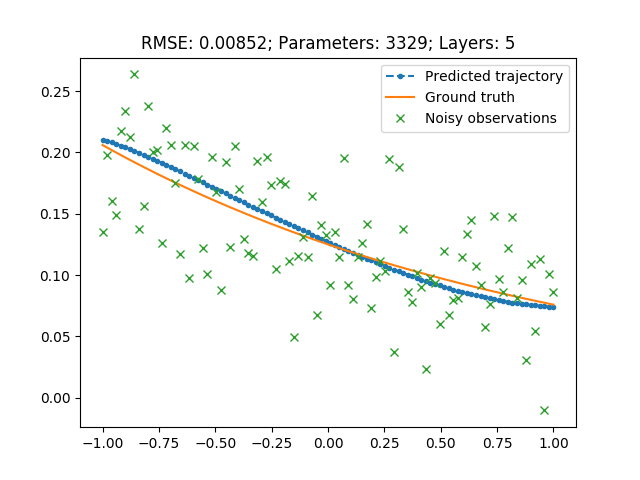 RMSE: 0.00852; Parameters: 3329; Layers: 5
Predicted trajectory
Ground truth
Noisy observations
0.25
0.20
0.15
0.10
0.05
0.00
−1.00 −0.75 −0.50 −0.25 0.00 0.25 0.50 0.75 1.00